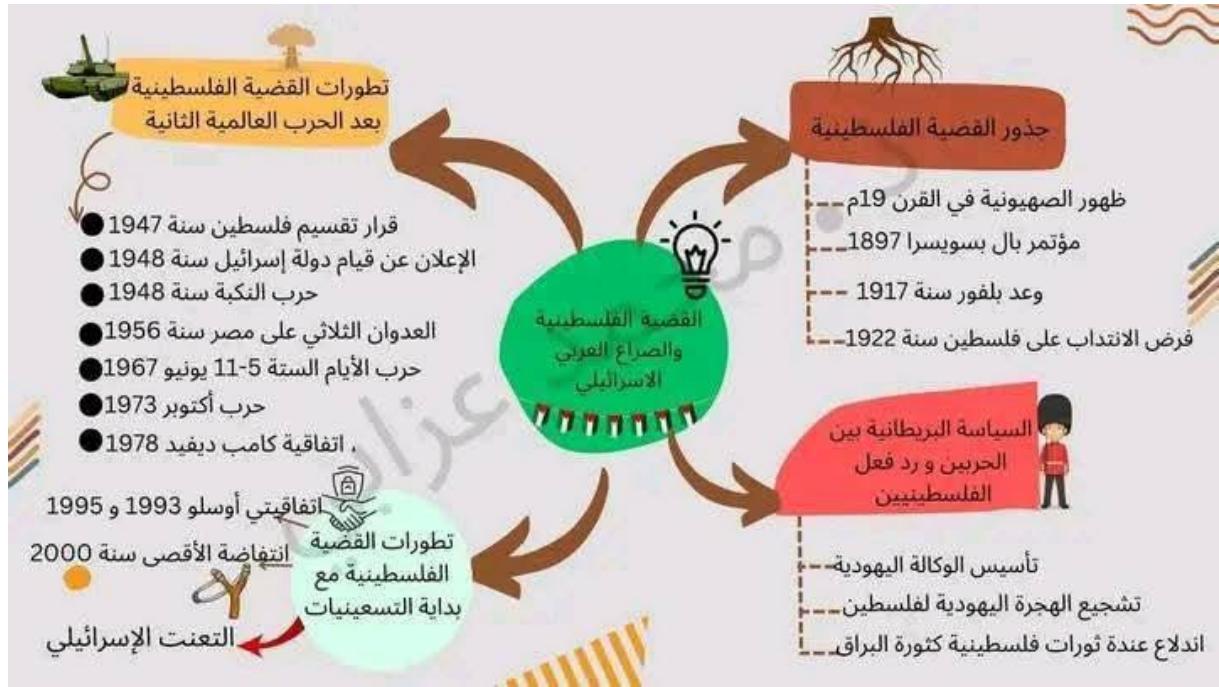 جذور القضية الفلسطينية
ظهور الصهيونية في القرن 19م
مؤتمر بال بسويسرا 1897
وعد بلفور سنة 1917
فرض الانتداب على فلسطين سنة 1922
تطورات القضية الفلسطينية
بعد الحرب العالمية الثانية
قرار تقسيم فلسطين سنة 1947
الإعلان عن قيام دولة إسرائيل سنة 1948
حرب النكبة سنة 1948
العدوان الثلاثي على مصر سنة 1956
حرب الأيام الستة 5-11 يونيو 1967
حرب أكتوبر 1973
، اتفاقية كامب ديفيد 1978
القضية الفلسطينية
والصراع العربي
الاسرائيلي
السياسة البريطانية بين
الحربين و رد فعل
الفلسطينيين
تأسيس الوكالة اليهودية
تشجيع الهجرة اليهودية لفلسطين
اندلاع عندة ثورات فلسطينية كثورة البراق
تطورات القضية
الفلسطينية مع
بداية التسعينيات
اتفاقيتي أوسلو 1993 و 1995
انتفاضة الأقصى سنة 2000
التعنت الإسرائيلي